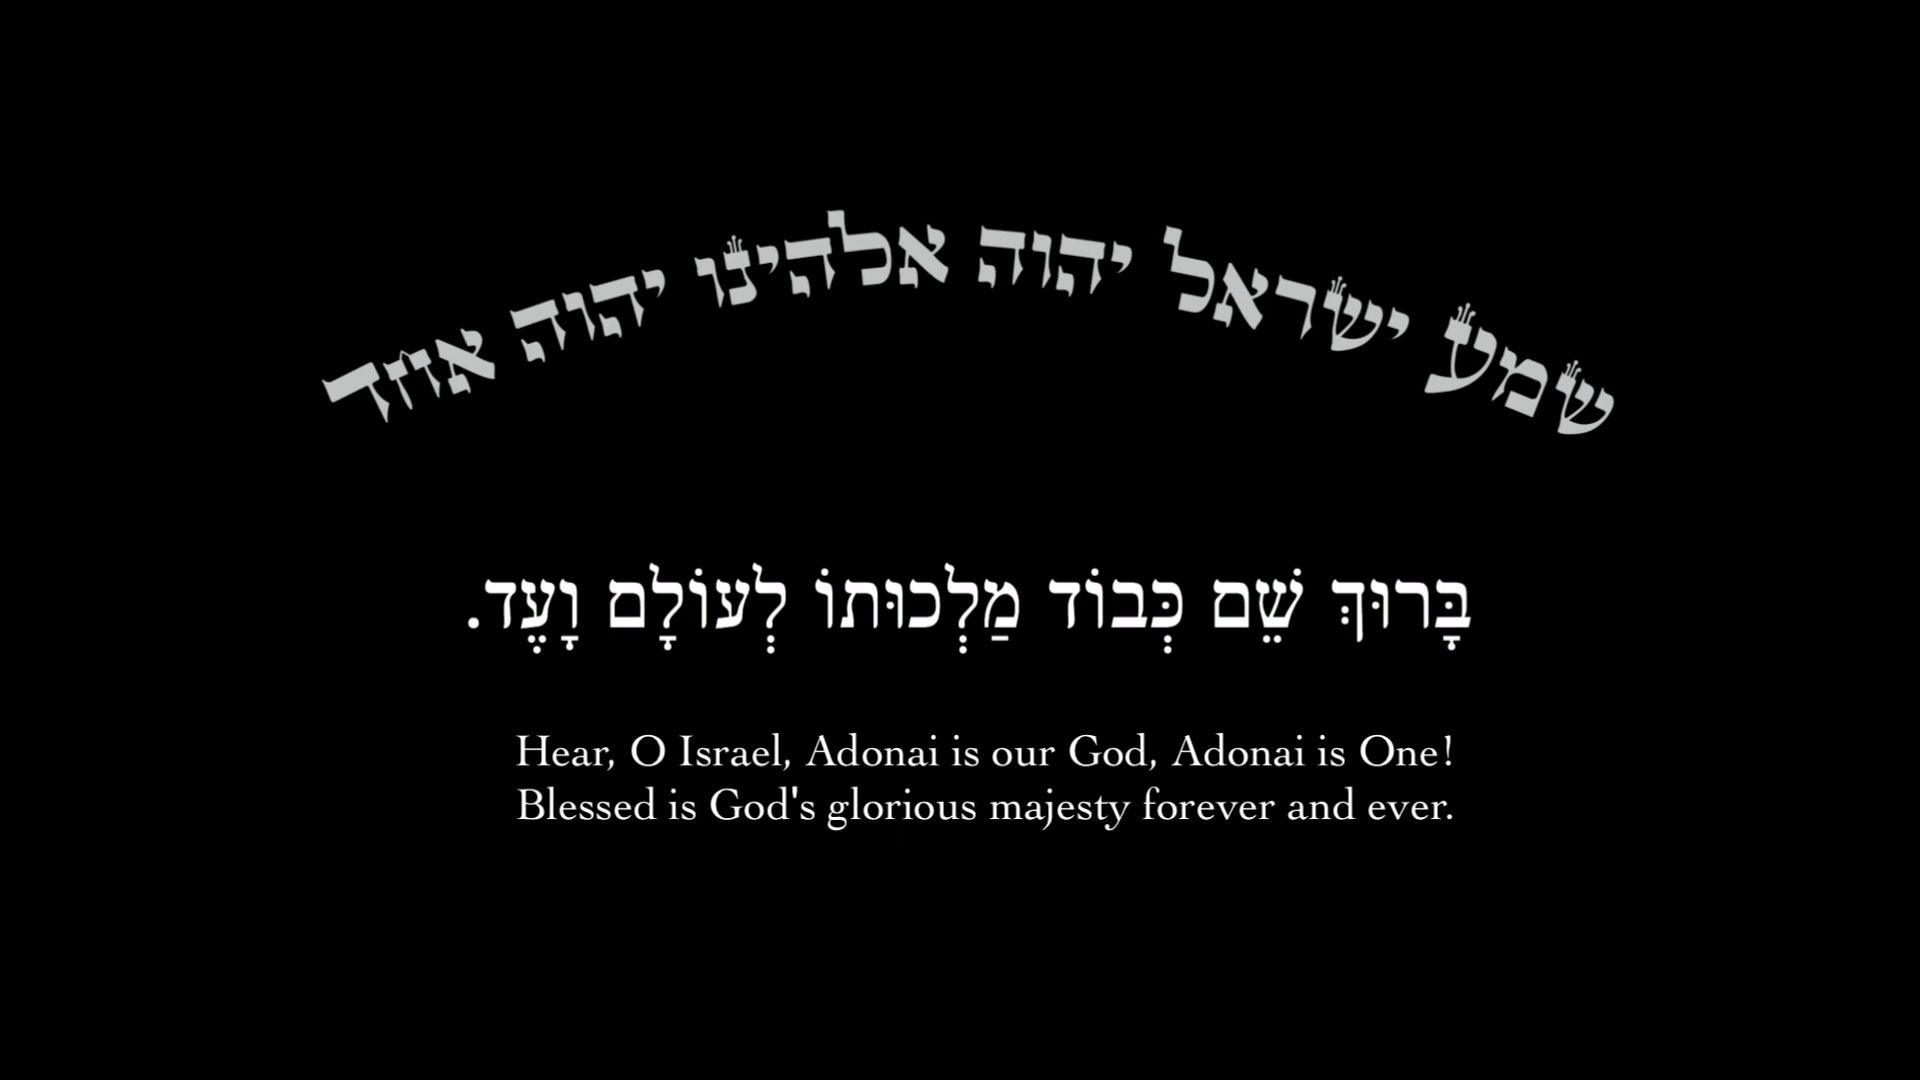 שמע ישראל יהוה אלהינו יהוה אחד
בָּרוּךְ שֵׁם כְּבוֹד מַלְכוּתוֹ לְעוֹלָם וָעֶד.
Hear, O Israel, Adonai is our God, Adonai is One!
Blessed is God's glorious majesty forever and ever.